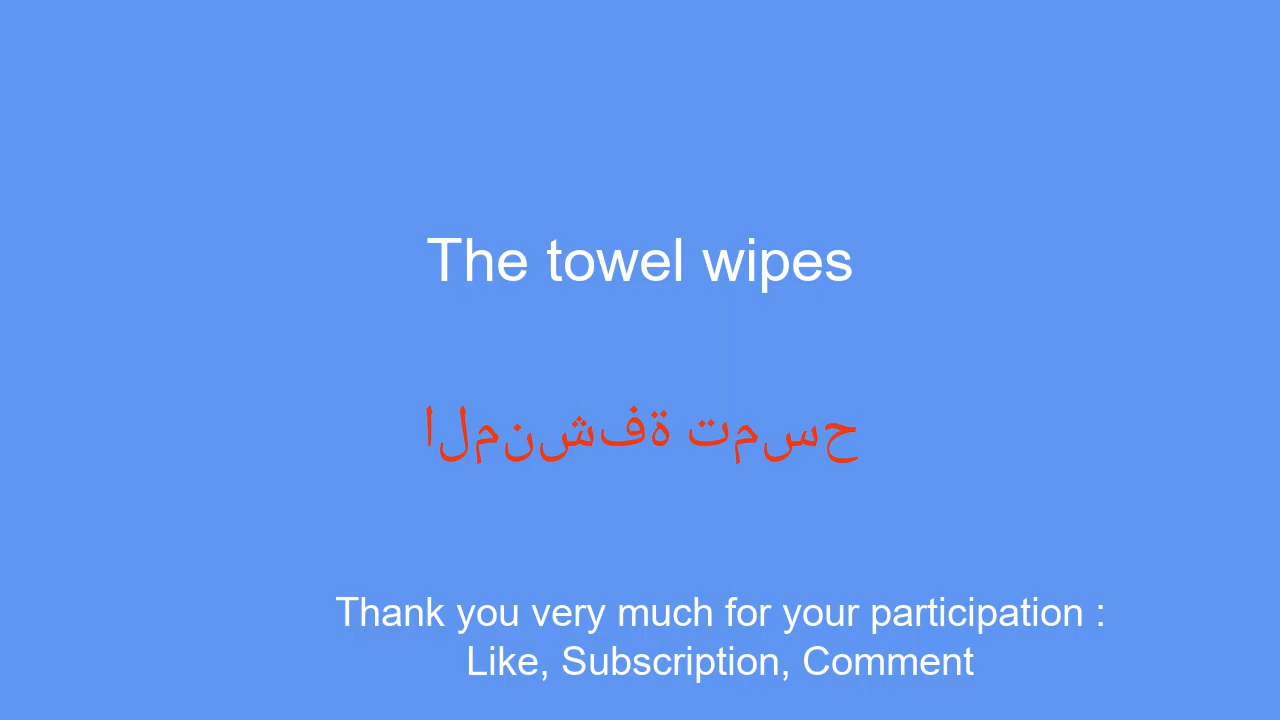 The towel wipes
المنشفة تمسح
Thank you very much for your participation :
Like, Subscription, Comment